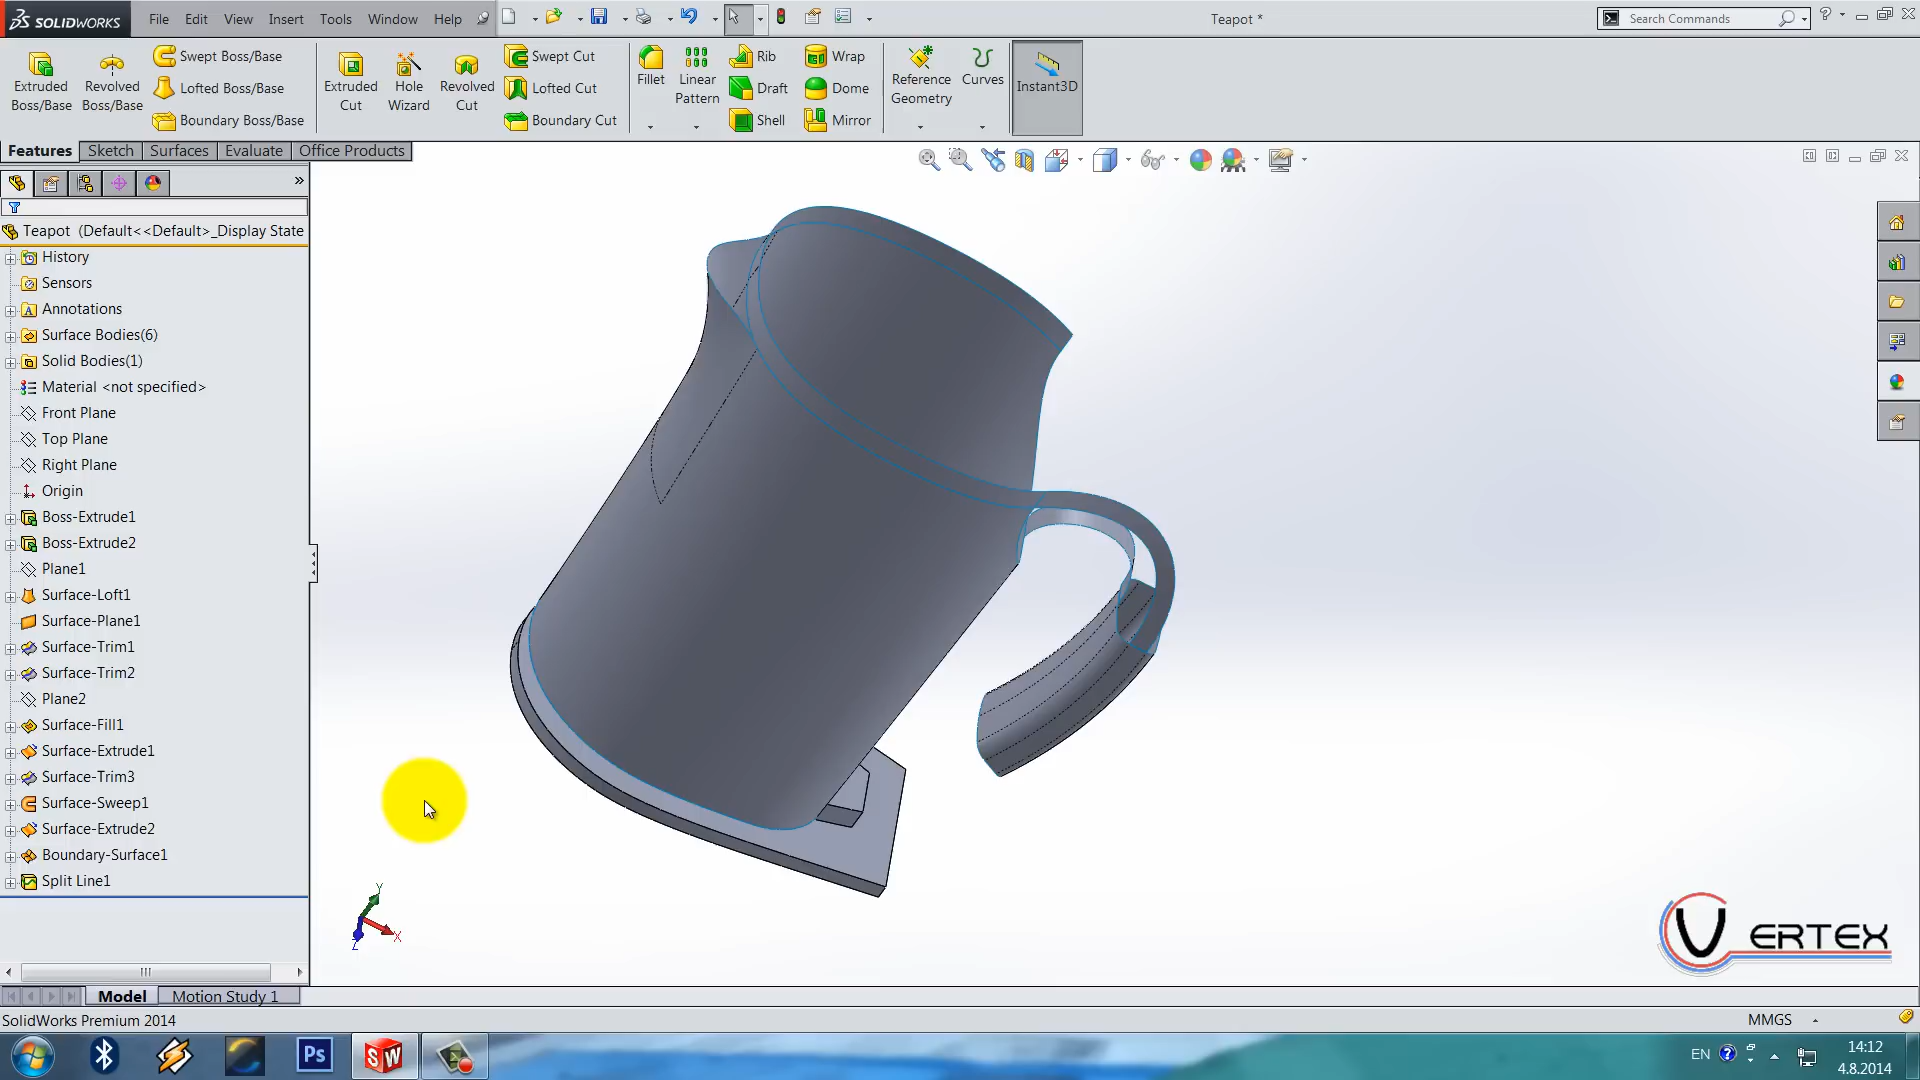 SOLIDWORKS File Edit View Insert Tools Window Help Teapot * Search Commands
Extruded Boss/Base
Revolved Boss/Base
Swept Boss/Base
Lofted Boss/Base
Boundary Boss/Base
Extruded Cut
Hole Wizard
Revolved Cut
Swept Cut
Lofted Cut
Boundary Cut
Fillet
Linear Pattern
Rib
Draft
Shell
Wrap
Dome
Mirror
Reference Geometry
Curves
Instant3D
Features Sketch Surfaces Evaluate Office Products
Teapot (Default<<Default>_Display State
History
Sensors
Annotations
Surface Bodies(6)
Solid Bodies(1)
Material <not specified>
Front Plane
Top Plane
Right Plane
Origin
Boss-Extrude1
Boss-Extrude2
Plane1
Surface-Loft1
Surface-Plane1
Surface-Trim1
Surface-Trim2
Plane2
Surface-Fill1
Surface-Extrude1
Surface-Trim3
Surface-Sweep1
Surface-Extrude2
Boundary-Surface1
Split Line1
Y
X
Z
VERTEX
Model Motion Study 1
SolidWorks Premium 2014 MMGS
Ps SW EN 14:12
4.8.2014